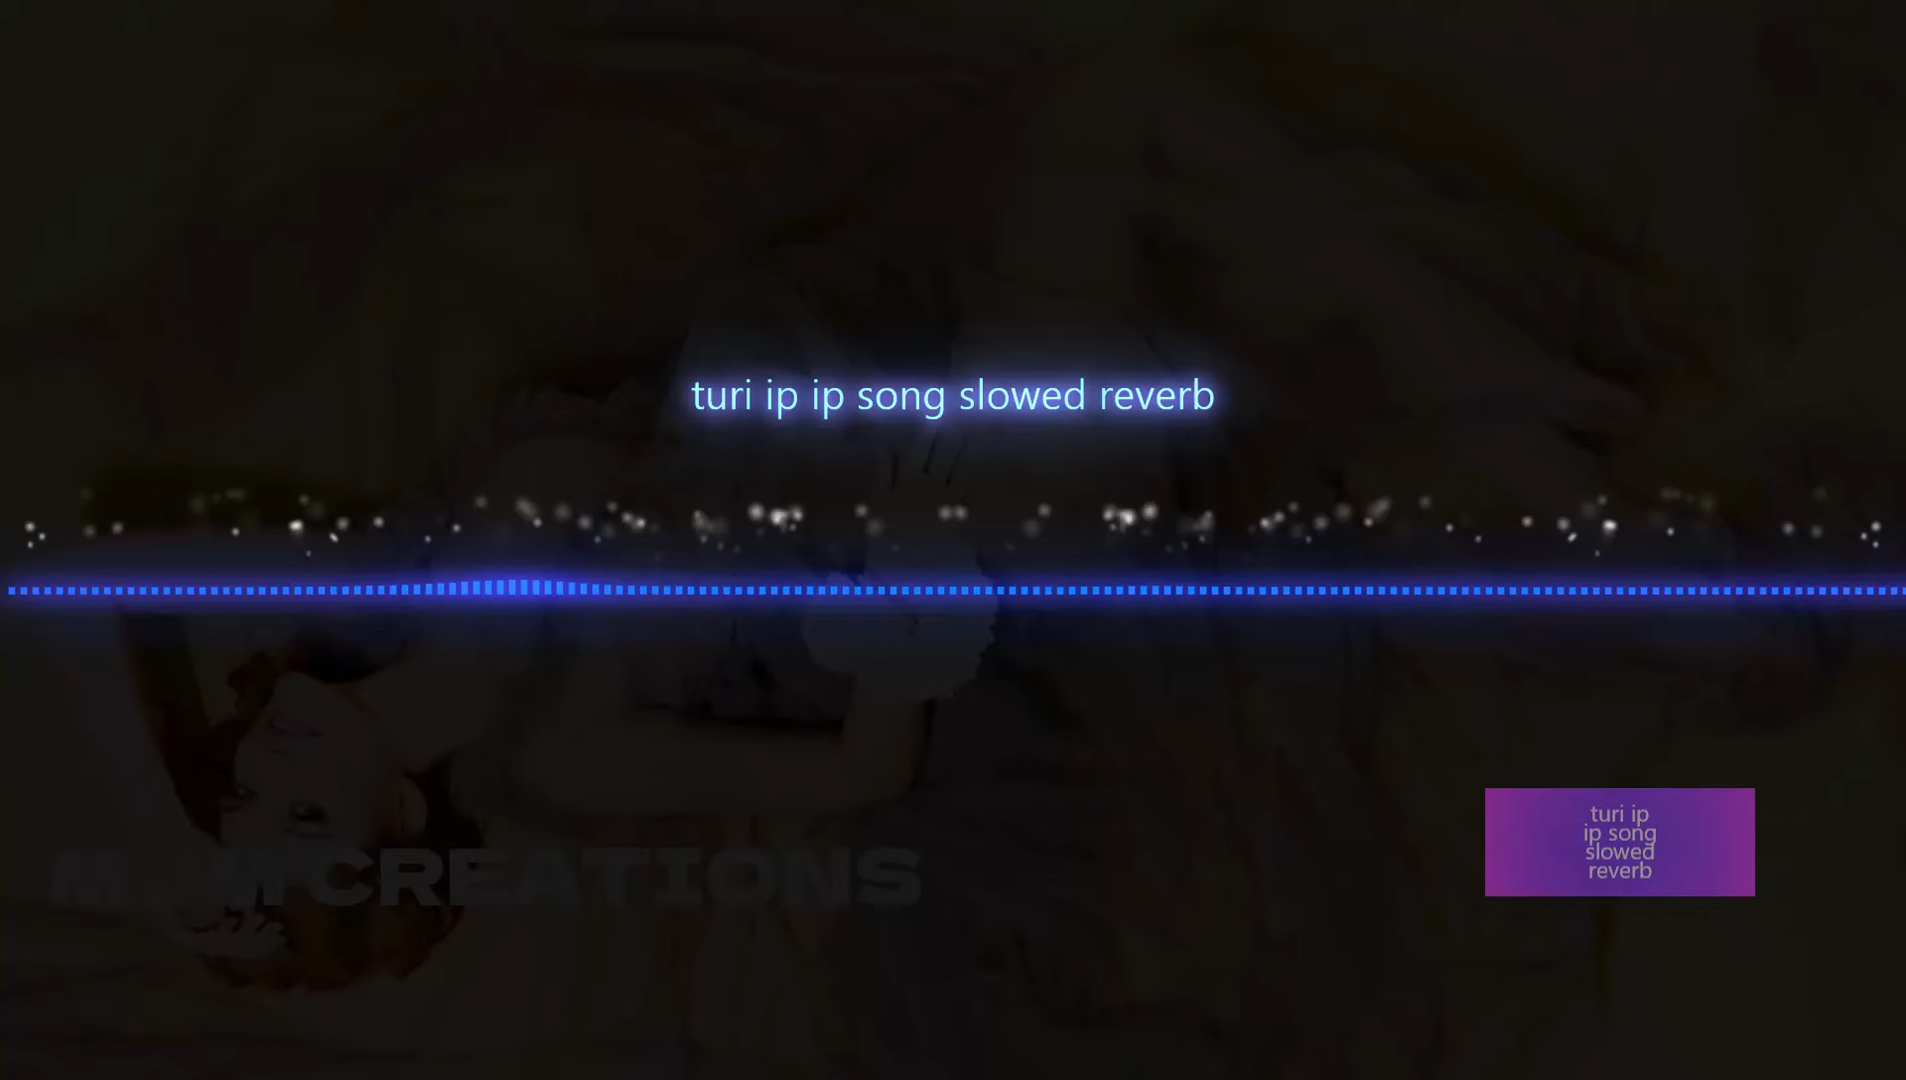 turi ip ip song slowed reverb
turi ip
ip song
slowed
reverb
CREATIONS